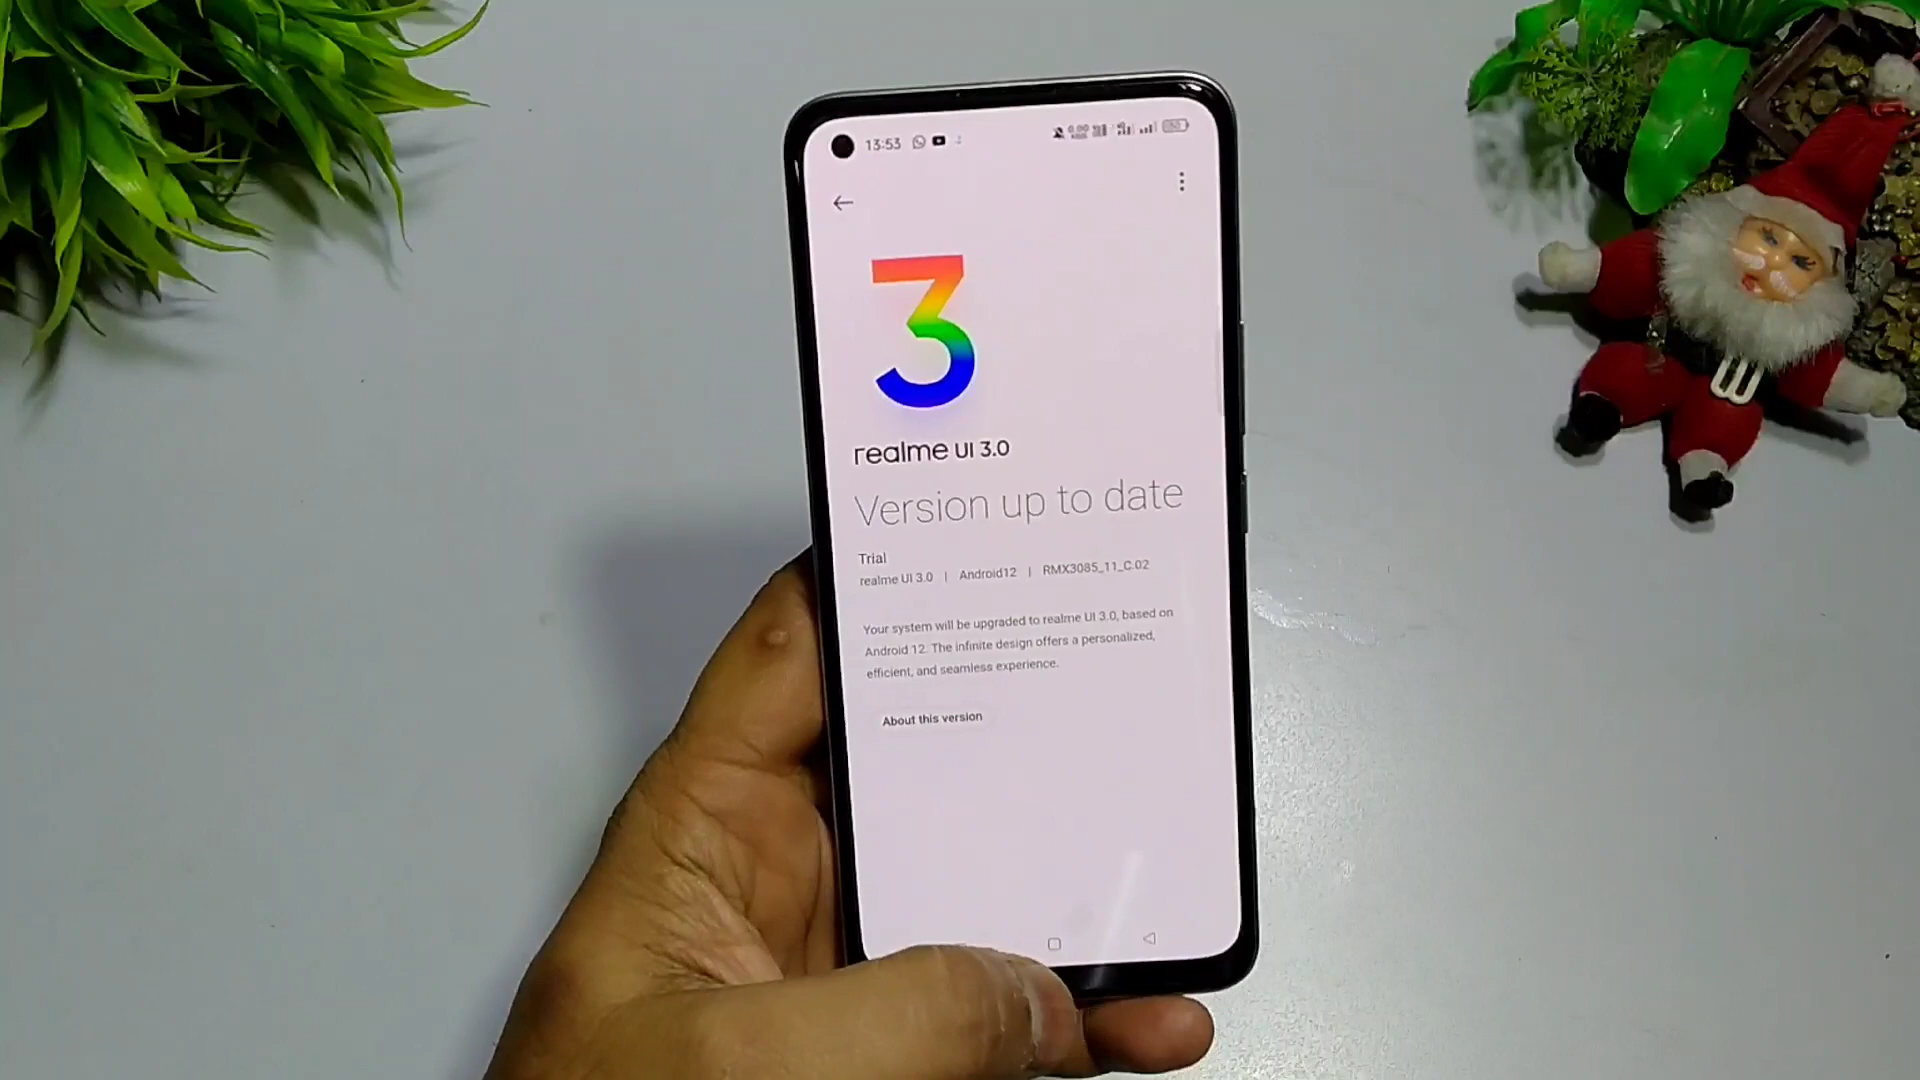 13:53
3
realme UI 3.0
Version up to date
Trial
realme UI 3.0 | Android12 | RMX3085_11_C.02
Your system will be upgraded to realme UI 3.0, based on
Android 12. The infinite design offers a personalized,
efficient, and seamless experience.
About this version